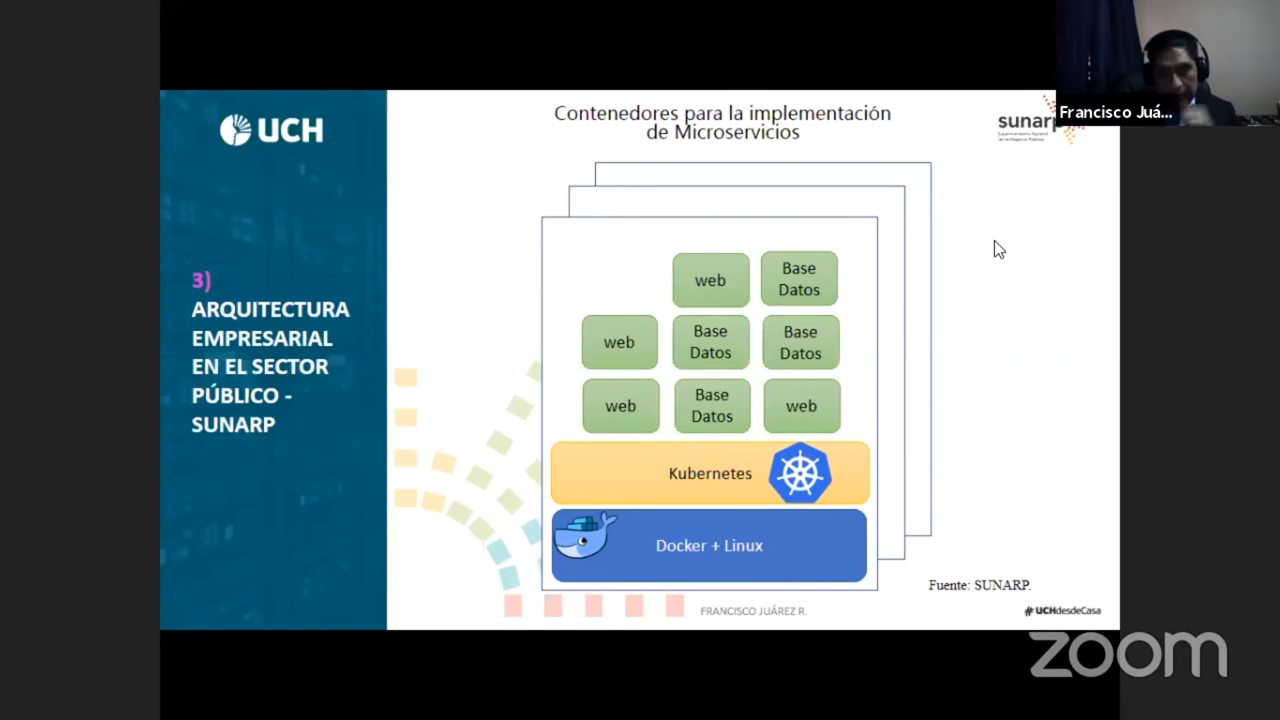 UCH
3)
ARQUITECTURA
EMPRESARIAL
EN EL SECTOR
PÚBLICO -
SUNARP
Contenedores para la implementación
de Microservicios
sunarp
Francisco Juá...
web
Base
Datos
web
Base
Datos
Base
Datos
web
Base
Datos
web
Kubernetes
Docker + Linux
Fuente: SUNARP.
FRANCISCO JUÁREZ R.
#UCHdesdeCasa
zoom